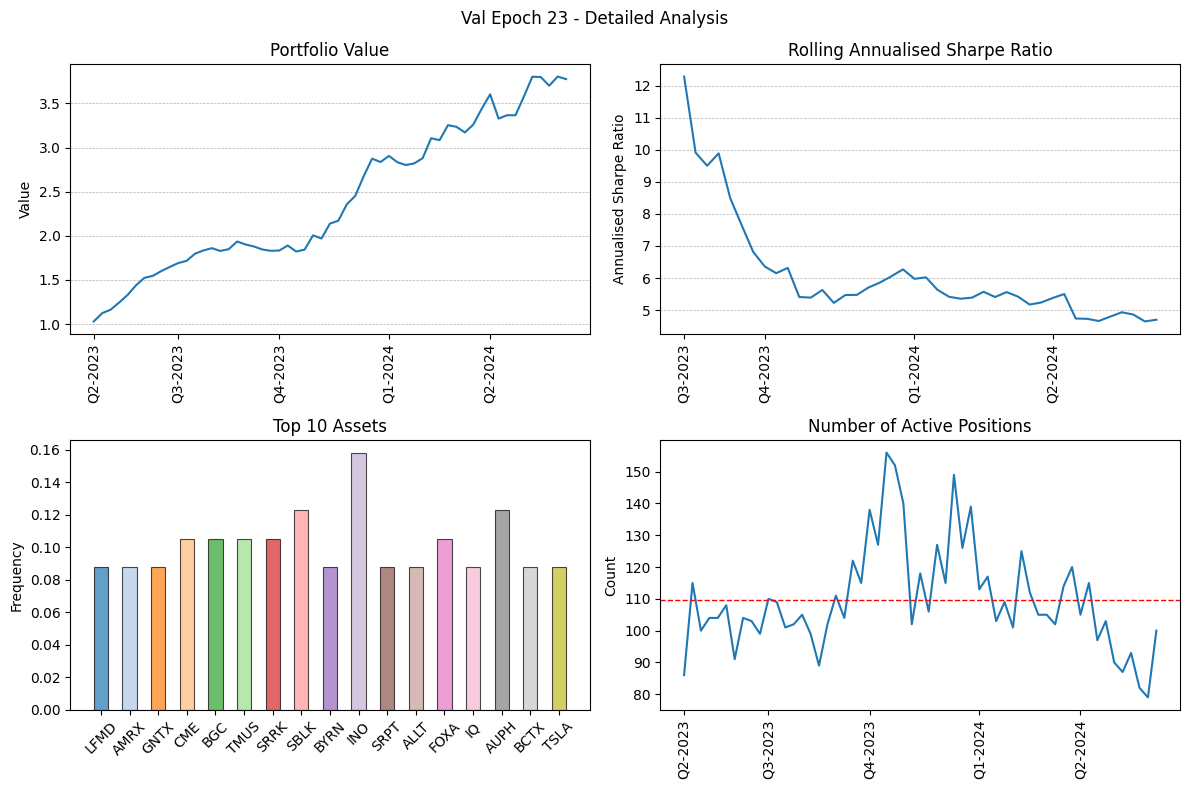 Val Epoch 23 - Detailed Analysis
Portfolio Value
Value
3.5
3.0
2.5
2.0
1.5
1.0
Q2-2023
Q3-2023
Q4-2023
Q1-2024
Q2-2024
Rolling Annualised Sharpe Ratio
Annualised Sharpe Ratio
12
11
10
9
8
7
6
5
Q3-2023
Q4-2023
Q1-2024
Q2-2024
Top 10 Assets
Frequency
0.16
0.14
0.12
0.10
0.08
0.06
0.04
0.02
0.00
LFMD
AMRX
GNTX
CME
BGC
TMUS
SRRK
SBLK
BYRN
INO
SRPT
ALLT
FOXA
IQ
AUPH
BCTX
TSLA
Number of Active Positions
Count
150
140
130
120
110
100
90
80
Q2-2023
Q3-2023
Q4-2023
Q1-2024
Q2-2024